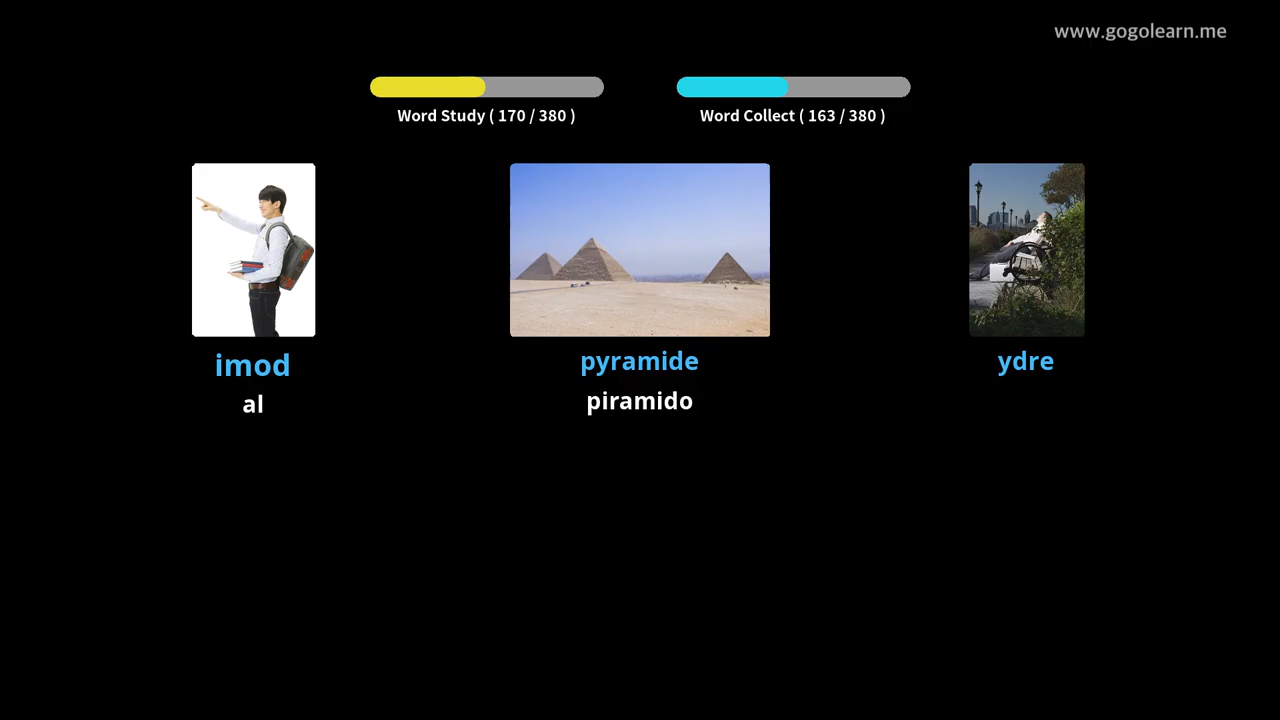 www.gogolearn.me
Word Study ( 170 / 380 )
Word Collect ( 163 / 380 )
imod
al
pyramide
piramido
ydre